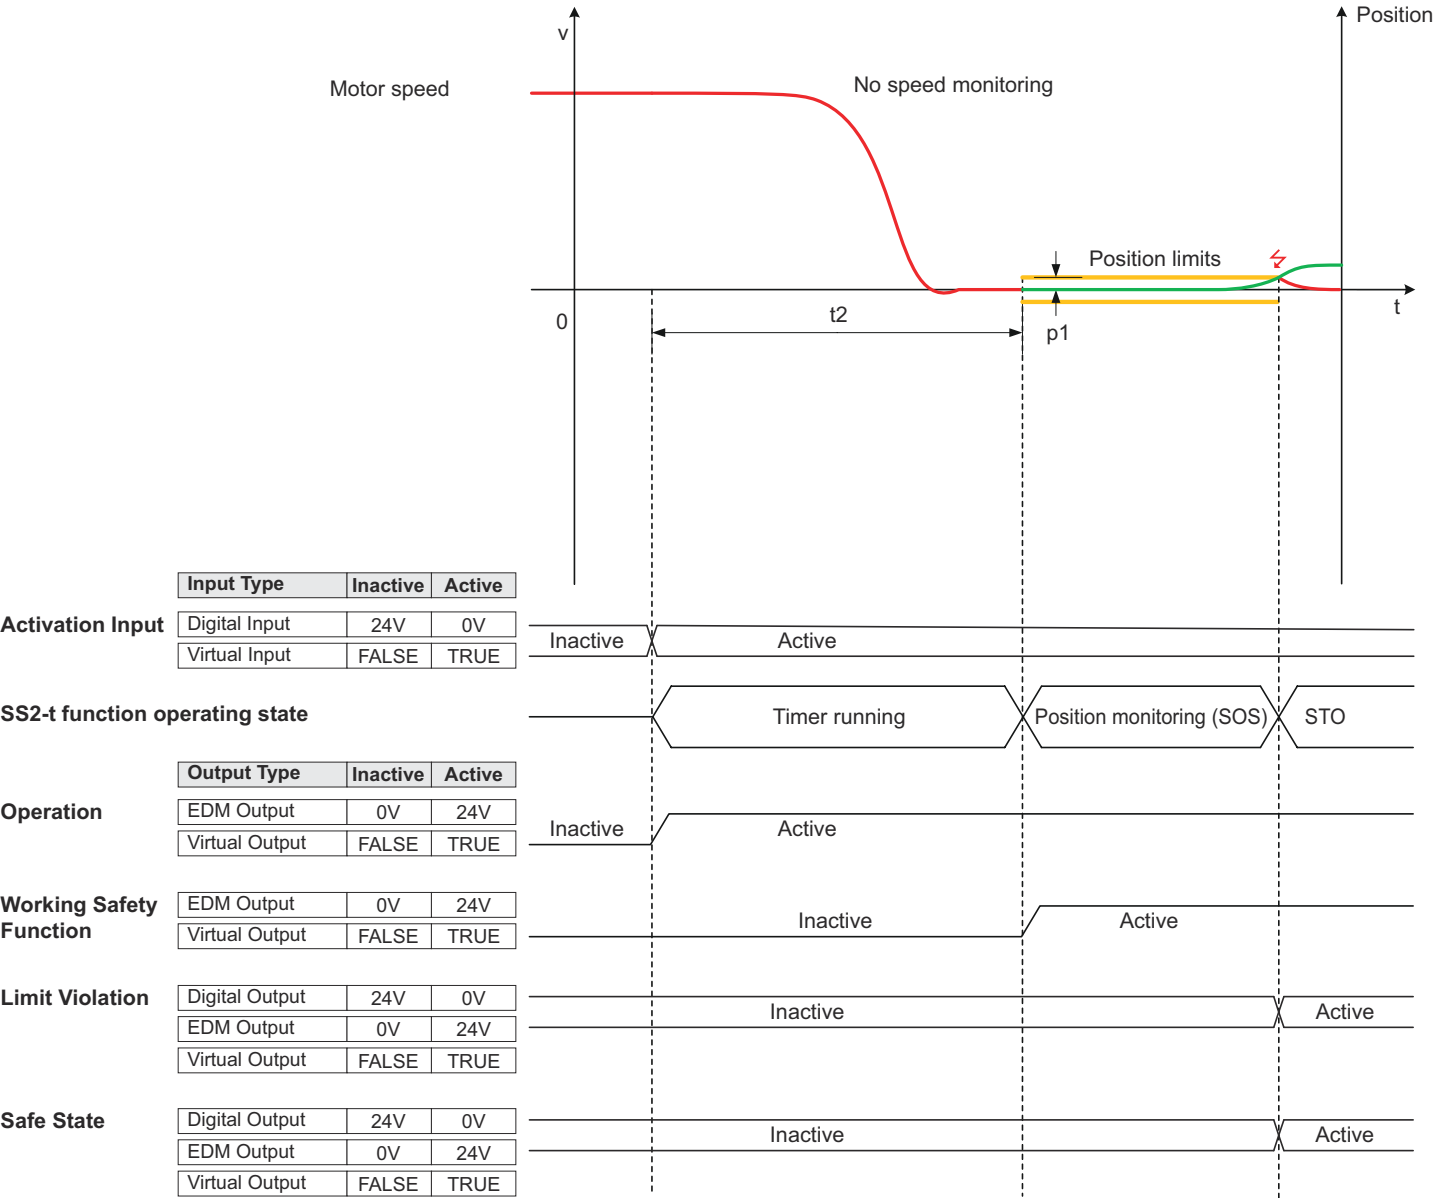 v
Position
Motor speed
No speed monitoring
Position limits
0
t2
p1
t
Input Type Inactive Active
Activation Input
Digital Input 24V 0V
Virtual Input FALSE TRUE
Inactive Active
SS2-t function operating state
Timer running Position monitoring (SOS) STO
Output Type Inactive Active
Operation
EDM Output 0V 24V
Virtual Output FALSE TRUE
Inactive Active
Working Safety
Function
EDM Output 0V 24V
Virtual Output FALSE TRUE
Inactive Active
Limit Violation
Digital Output 24V 0V
EDM Output 0V 24V
Virtual Output FALSE TRUE
Inactive Active
Safe State
Digital Output 24V 0V
EDM Output 0V 24V
Virtual Output FALSE TRUE
Inactive Active